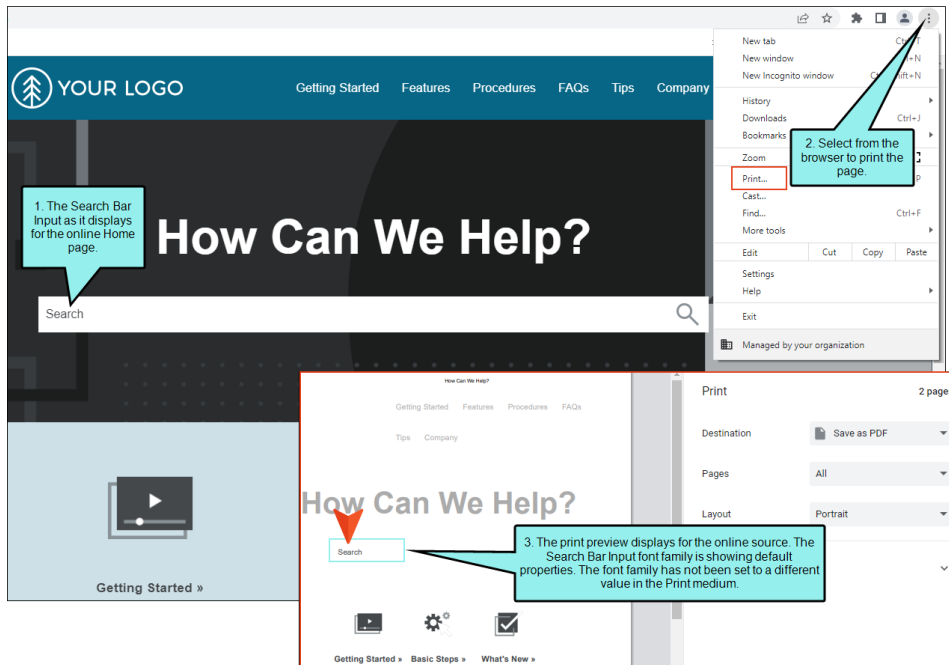 New tab
Ctrl+T
New window
New Incognito window
History
Downloads
Ctrl+J
Bookmarks
Zoom
Print...
P
Cast...
Find...
Ctrl+F
More tools
Edit
Cut
Copy
Paste
Settings
Help
Exit
Managed by your organization
YOUR LOGO
Getting Started
Features
Procedures
FAQs
Tips
Company
2. Select from the
browser to print the
page.
1. The Search Bar
Input as it displays
for the online Home
page.
How Can We Help?
Search
Getting Started »
How Can We Help?
Getting Started
Features
Procedures
FAQs
Tips
Company
How Can We Help?
Search
3. The print preview displays for the online source. The
Search Bar Input font family is showing default
properties. The font family has not been set to a different
value in the Print medium.
Getting Started »
Basic Steps »
What's New »
Print
2 page
Destination
Save as PDF
Pages
All
Layout
Portrait